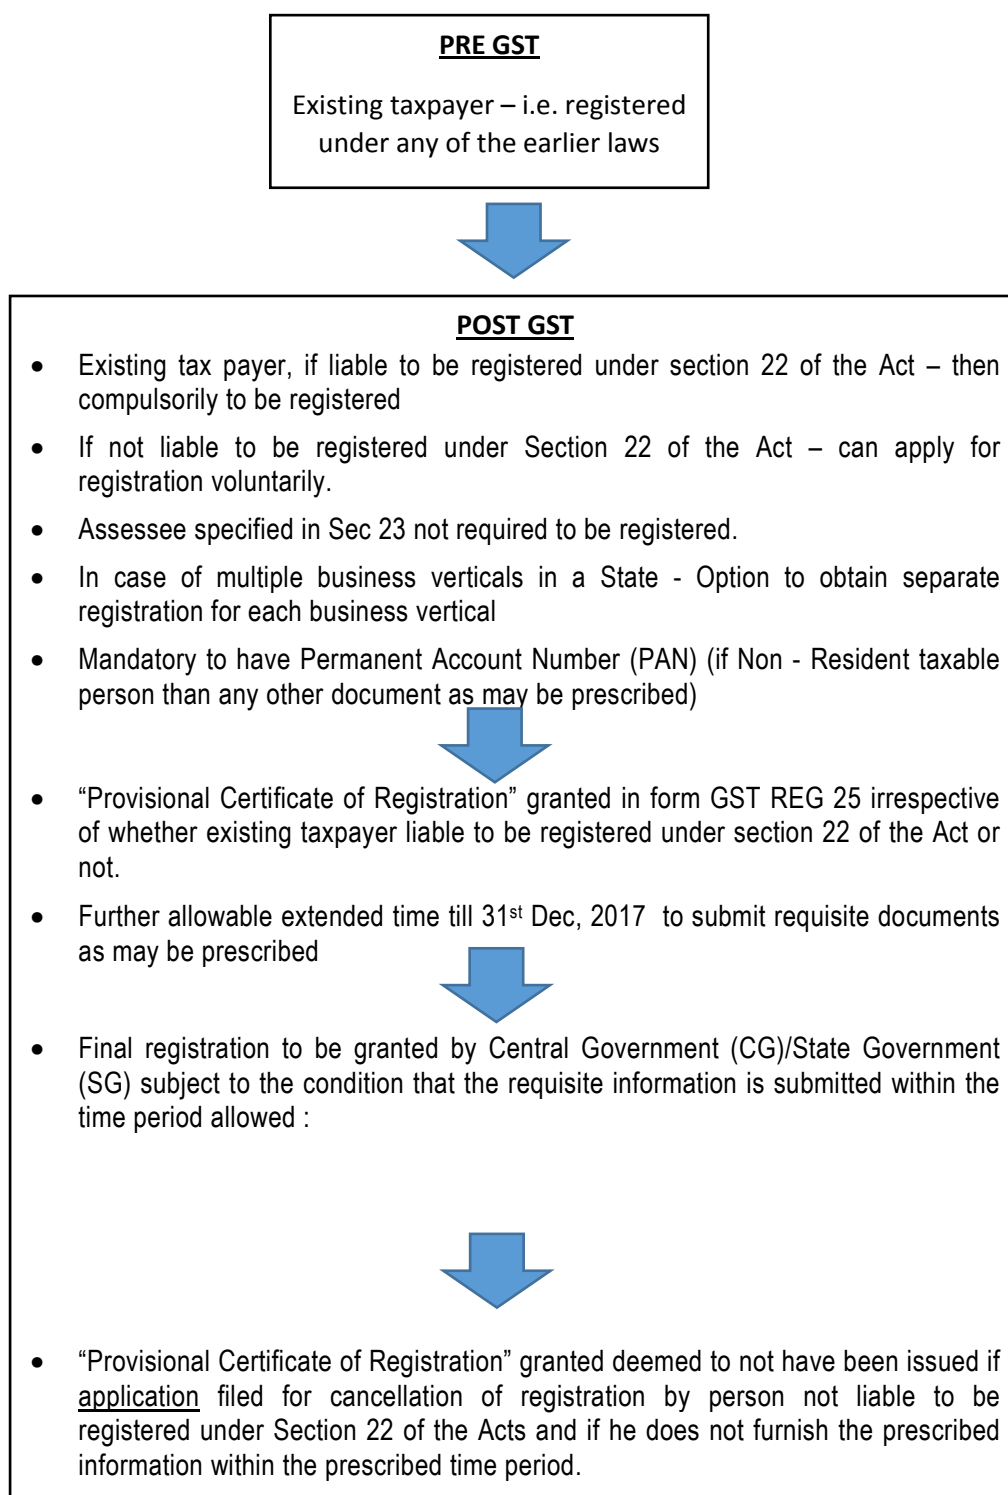 PRE GST
Existing taxpayer – i.e. registered
under any of the earlier laws
POST GST
• Existing tax payer, if liable to be registered under section 22 of the Act – then
compulsorily to be registered
• If not liable to be registered under Section 22 of the Act – can apply for
registration voluntarily.
• Assessee specified in Sec 23 not required to be registered.
• In case of multiple business verticals in a State - Option to obtain separate
registration for each business vertical
• Mandatory to have Permanent Account Number (PAN) (if Non - Resident taxable
person than any other document as may be prescribed)
• “Provisional Certificate of Registration” granted in form GST REG 25 irrespective
of whether existing taxpayer liable to be registered under section 22 of the Act or
not.
• Further allowable extended time till 31st Dec, 2017 to submit requisite documents
as may be prescribed
• Final registration to be granted by Central Government (CG)/State Government
(SG) subject to the condition that the requisite information is submitted within the
time period allowed :
• “Provisional Certificate of Registration” granted deemed to not have been issued if
application filed for cancellation of registration by person not liable to be
registered under Section 22 of the Acts and if he does not furnish the prescribed
information within the prescribed time period.